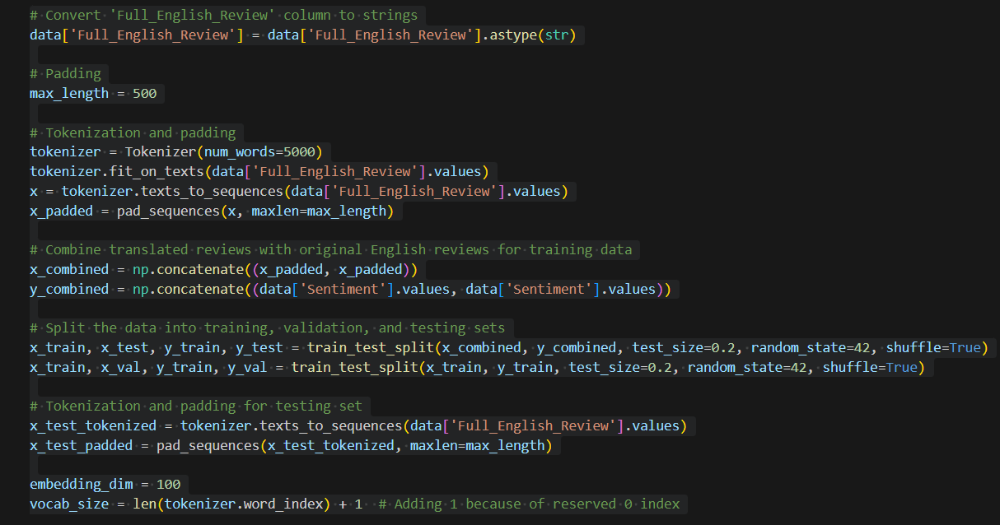 # Convert 'Full_English_Review' column to strings
data['Full_English_Review'] = data['Full_English_Review'].astype(str)
# Padding
max_length = 500
# Tokenization and padding
tokenizer = Tokenizer(num_words=5000)
tokenizer.fit_on_texts(data['Full_English_Review'].values)
x = tokenizer.texts_to_sequences(data['Full_English_Review'].values)
x_padded = pad_sequences(x, maxlen=max_length)
# Combine translated reviews with original English reviews for training data
x_combined = np.concatenate((x_padded, x_padded))
y_combined = np.concatenate((data['Sentiment'].values, data['Sentiment'].values))
# Split the data into training, validation, and testing sets
x_train, x_test, y_train, y_test = train_test_split(x_combined, y_combined, test_size=0.2, random_state=42, shuffle=True)
x_train, x_val, y_train, y_val = train_test_split(x_train, y_train, test_size=0.2, random_state=42, shuffle=True)
# Tokenization and padding for testing set
x_test_tokenized = tokenizer.texts_to_sequences(data['Full_English_Review'].values)
x_test_padded = pad_sequences(x_test_tokenized, maxlen=max_length)
embedding_dim = 100
vocab_size = len(tokenizer.word_index) + 1  # Adding 1 because of reserved 0 index